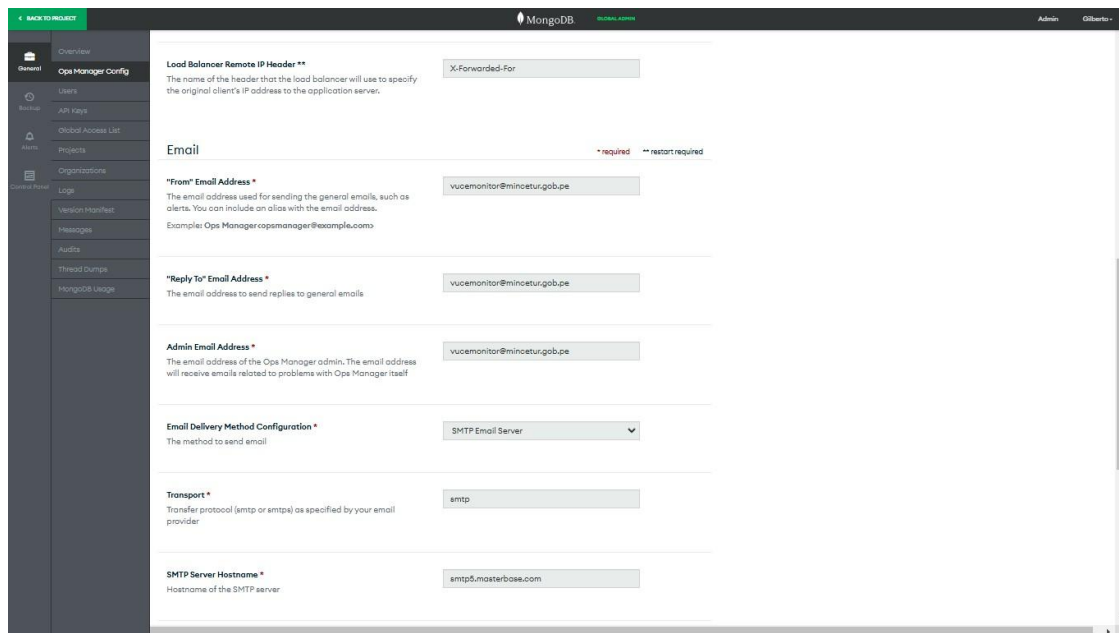 < BACK TO PROJECT
MongoDB.
GLOBAL ADMIN
Admin
Gilberto
General
Backup
Alerts
Control Panel
Overview
Ops Manager Config
Users
API Keys
Global Access List
Projects
Organizations
Logs
Version Manifest
Messages
Audits
Thread Dumps
MongoDB Usage
Load Balancer Remote IP Header **
The name of the header that the load balancer will use to specify
the original client's IP address to the application server.
X-Forwarded-For
Email
* required ** restart required
"From" Email Address *
The email address used for sending the general emails, such as
alerts. You can include an alias with the email address.
Example: Ops Manager<opsmanager@example.com>
vucemonitor@mincetur.gob.pe
"Reply To" Email Address *
The email address to send replies to general emails
vucemonitor@mincetur.gob.pe
Admin Email Address *
The email address of the Ops Manager admin. The email address
will receive emails related to problems with Ops Manager itself
vucemonitor@mincetur.gob.pe
Email Delivery Method Configuration *
The method to send email
SMTP Email Server
Transport *
Transfer protocol (smtp or smtps) as specified by your email
provider
smtp
SMTP Server Hostname *
Hostname of the SMTP server
smtp5.masterbase.com